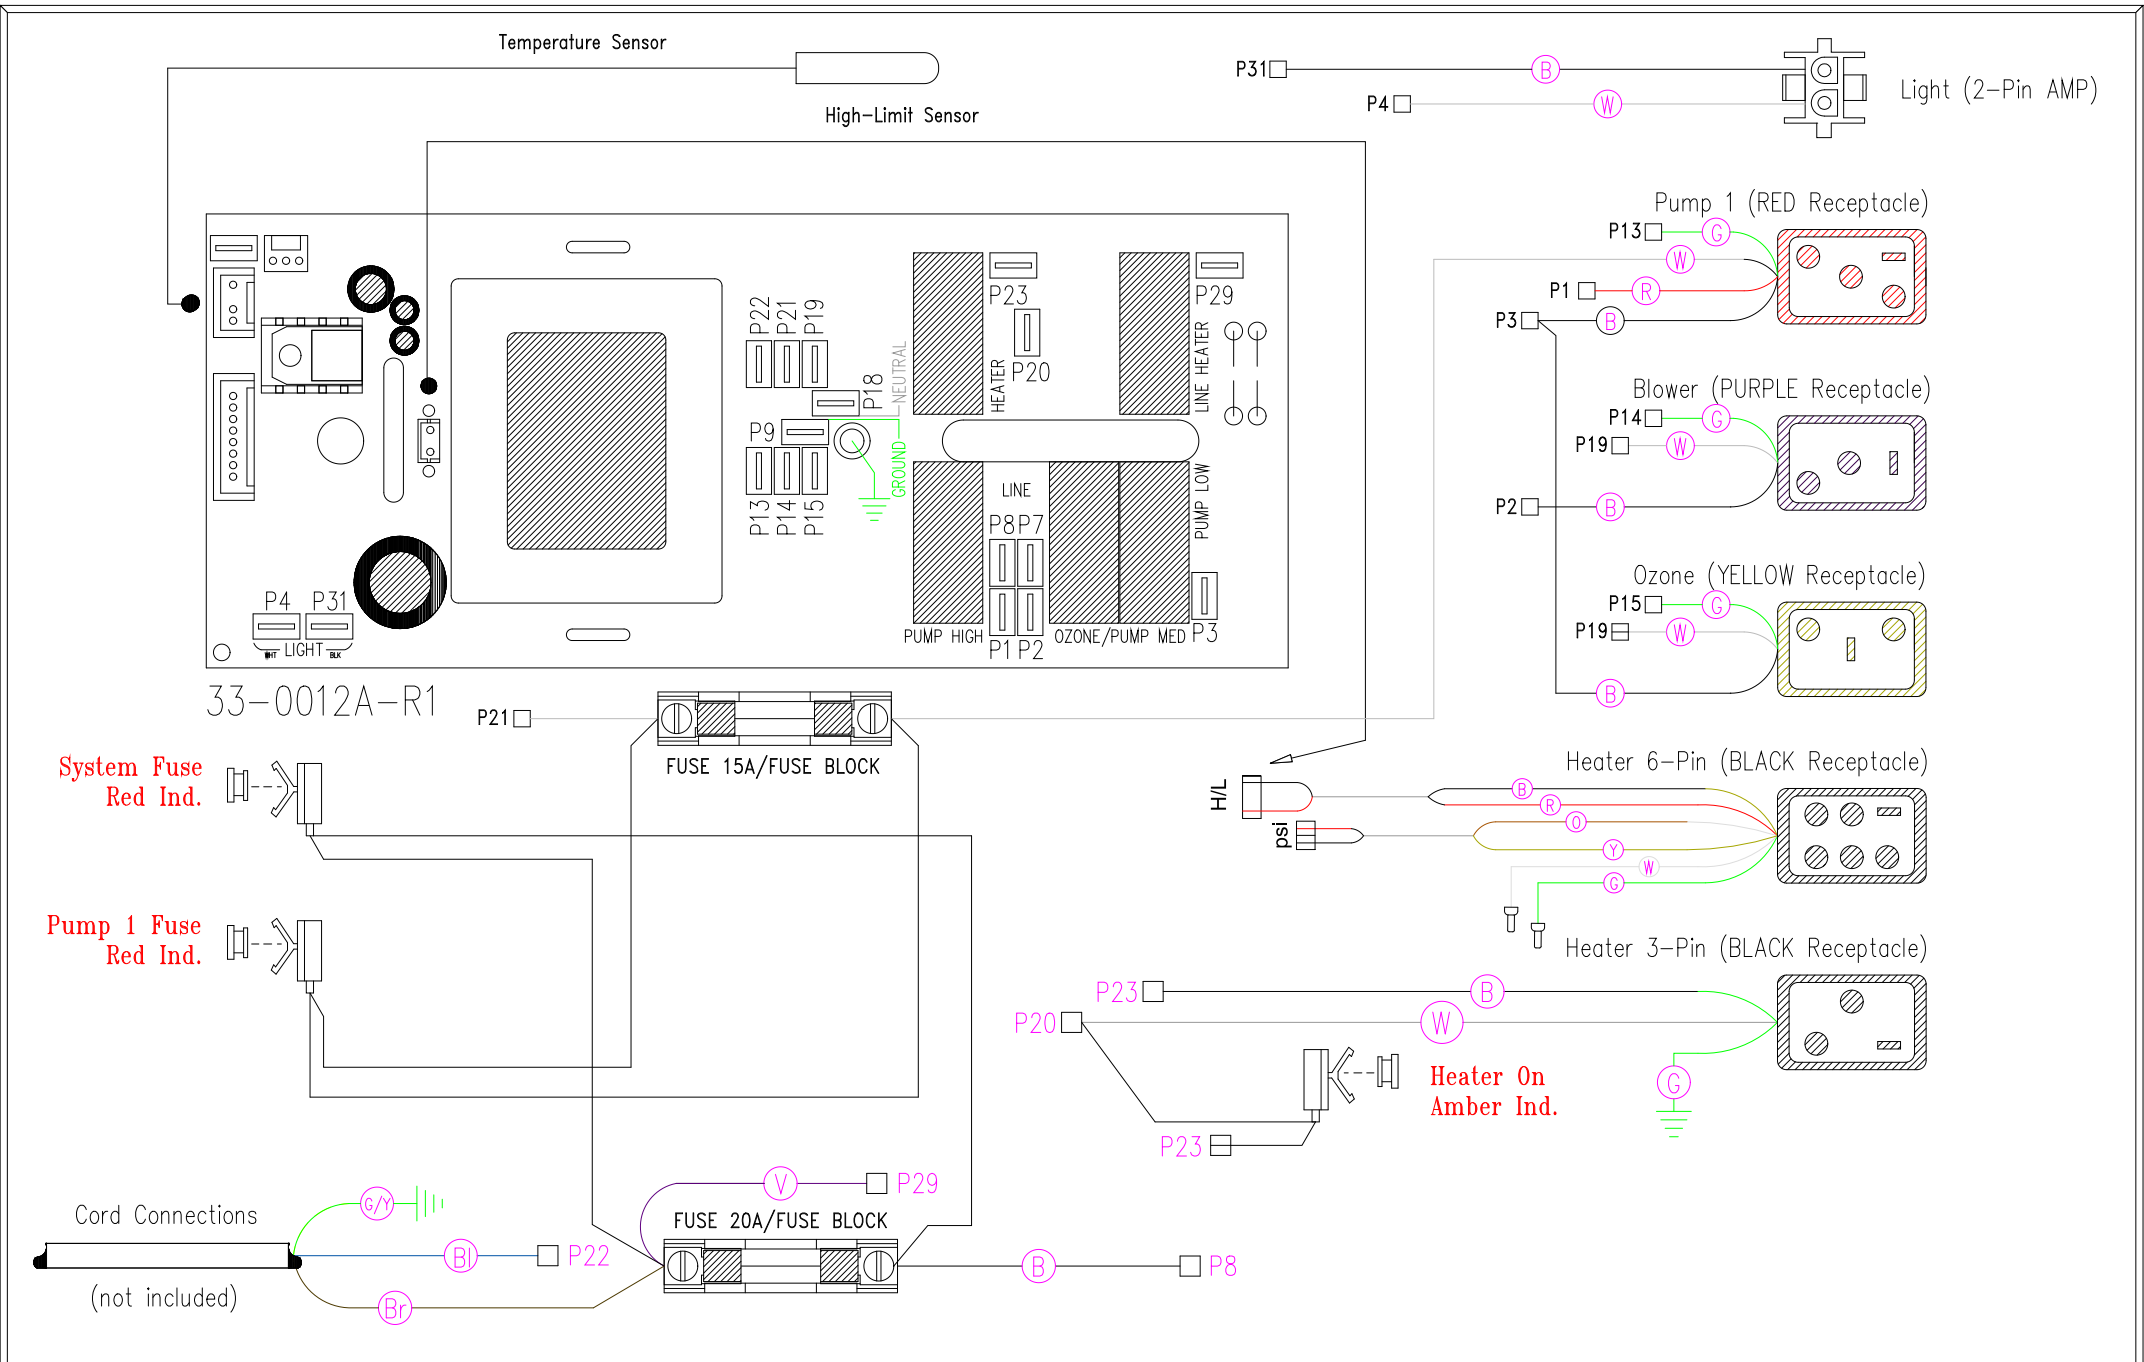 Temperature Sensor
High-Limit Sensor
P31
B
P4
W
Light (2-Pin AMP)
Pump 1 (RED Receptacle)
P13
G
W
P1
R
P3
B
Blower (PURPLE Receptacle)
P14
G
P19
W
P2
B
Ozone (YELLOW Receptacle)
P15
G
P19
W
B
P22
P21
P19
P18
NEUTRAL
P9
GROUND
P13
P14
P15
P23
P20
HEATER
P29
LINE HEATER
LINE
P8
P7
PUMP LOW
PUMP HIGH
P1
P2
OZONE/PUMP MED
P3
P4
P31
WHT
LIGHT
BLK
33-0012A-R1
P21
FUSE 15A/FUSE BLOCK
System Fuse
Red Ind.
Pump 1 Fuse
Red Ind.
Heater 6-Pin (BLACK Receptacle)
H/L
psi
B
R
O
Y
W
G
Heater 3-Pin (BLACK Receptacle)
P23
B
P20
W
G
Heater On
Amber Ind.
P23
V
P29
FUSE 20A/FUSE BLOCK
B
P8
Cord Connections
(not included)
G/Y
Bl
P22
Br